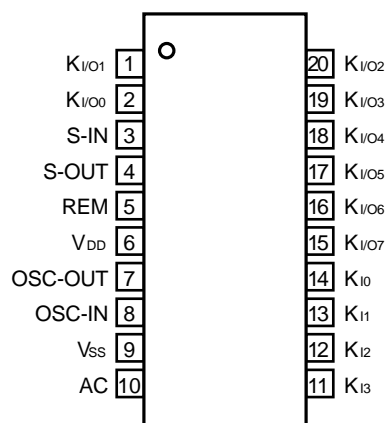 KI/O1 1 20 KI/O2
KI/O0 2 19 KI/O3
S-IN 3 18 KI/O4
S-OUT 4 17 KI/O5
REM 5 16 KI/O6
VDD 6 15 KI/O7
OSC-OUT 7 14 KI0
OSC-IN 8 13 KI1
VSS 9 12 KI2
AC 10 11 KI3